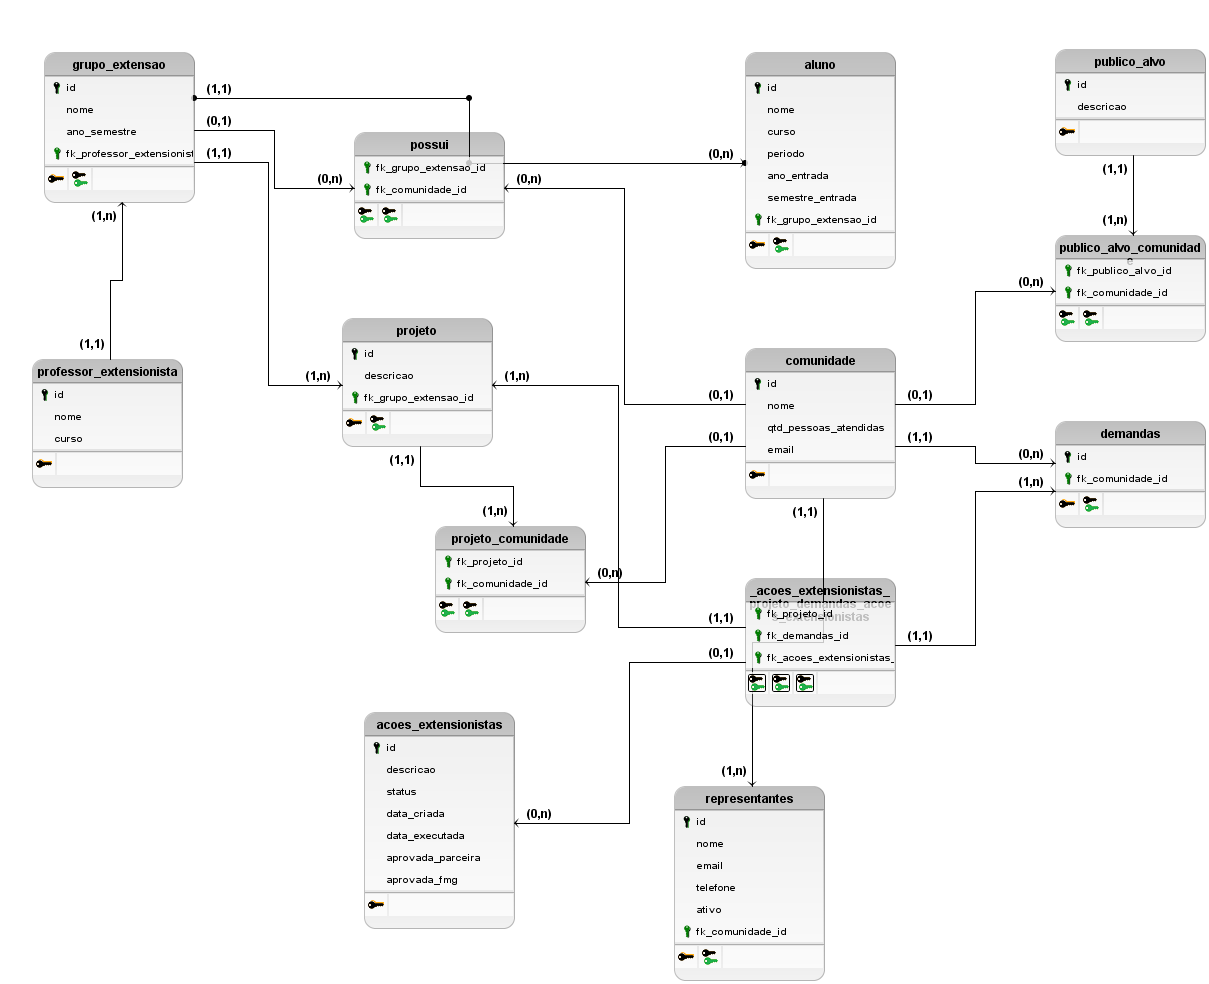 grupo_extensao
id
nome
ano_semestre
fk_professor_extensionist
(1,1)
(0,1)
(1,1)
(1,n)
(1,1)
professor_extensionista
id
nome
curso
possui
fk_grupo_extensao_id
fk_comunidade_id
(0,n)
(0,n)
(0,n)
aluno
id
nome
curso
periodo
ano_entrada
semestre_entrada
fk_grupo_extensao_id
publico_alvo
id
descricao
(1,1)
(1,n)
publico_alvo_comunidad
e
fk_publico_alvo_id
fk_comunidade_id
(0,n)
projeto
id
descricao
fk_grupo_extensao_id
(1,n)
(1,n)
(1,1)
(1,n)
comunidade
id
nome
qtd_pessoas_atendidas
email
(0,1)
(0,1)
(0,1)
(1,1)
(1,1)
demandas
id
fk_comunidade_id
(0,n)
(1,n)
projeto_comunidade
fk_projeto_id
fk_comunidade_id
(0,n)
_acoes_extensionistas_
projeto_demandas_acoe
s_extensionistas
fk_projeto_id
fk_demandas_id
fk_acoes_extensionistas_
(1,1)
(0,1)
(1,1)
acoes_extensionistas
id
descricao
status
data_criada
data_executada
aprovada_parceira
aprovada_fmg
(0,n)
(1,n)
representantes
id
nome
email
telefone
ativo
fk_comunidade_id